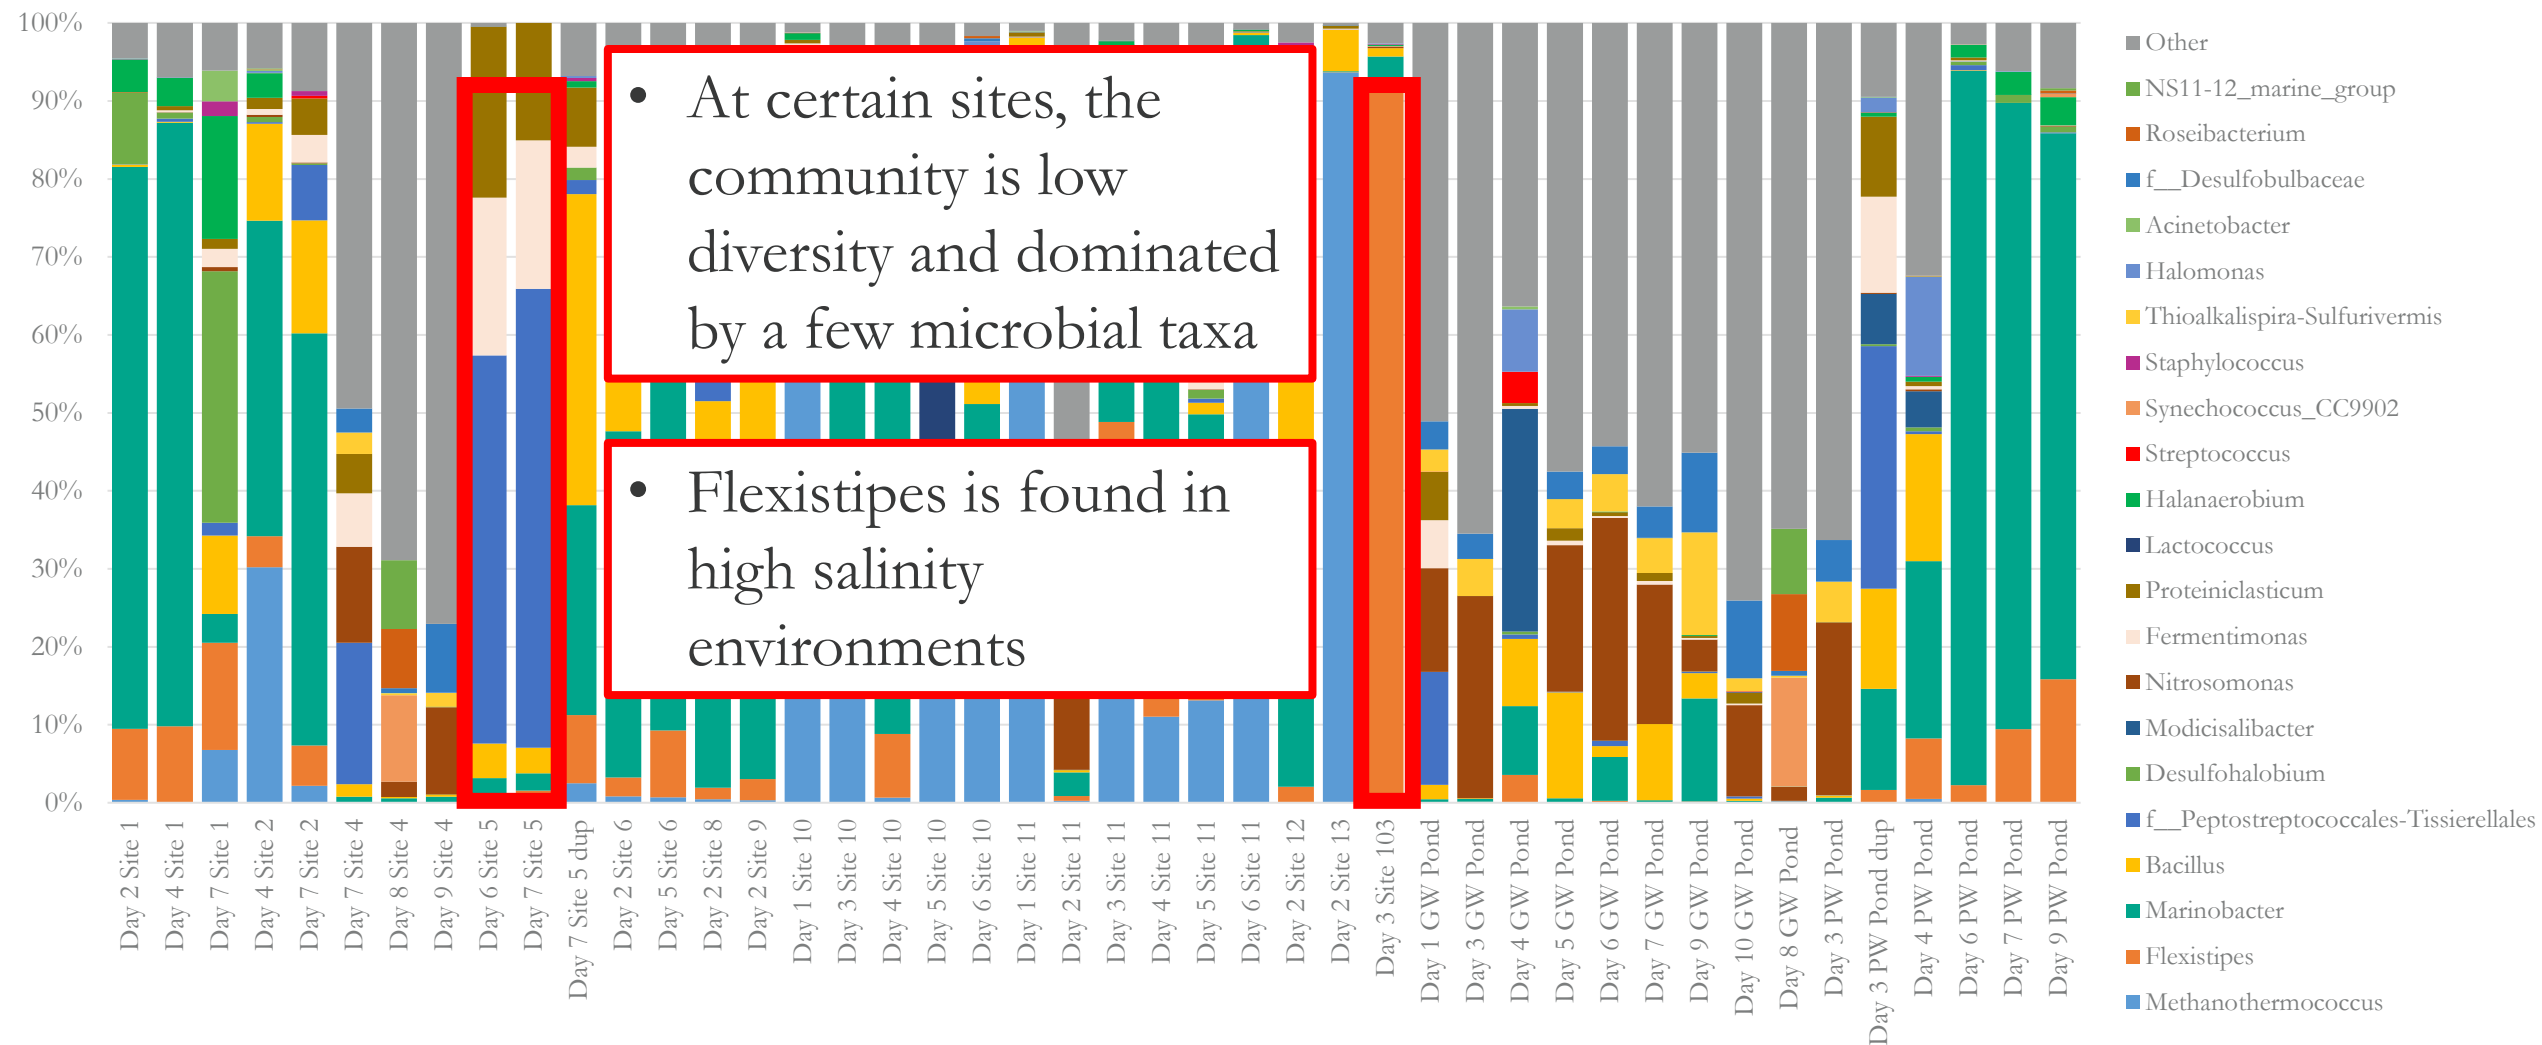 100%
90%
80%
70%
60%
50%
40%
30%
20%
10%
0%
• At certain sites, the
community is low
diversity and dominated
by a few microbial taxa
• Flexistipes is found in
high salinity
environments
Day 2 Site 1
Day 4 Site 1
Day 7 Site 1
Day 4 Site 2
Day 7 Site 2
Day 7 Site 4
Day 8 Site 4
Day 9 Site 4
Day 6 Site 5
Day 7 Site 5
Day 7 Site 5 dup
Day 2 Site 6
Day 5 Site 6
Day 2 Site 8
Day 2 Site 9
Day 1 Site 10
Day 3 Site 10
Day 4 Site 10
Day 5 Site 10
Day 6 Site 10
Day 1 Site 11
Day 2 Site 11
Day 3 Site 11
Day 4 Site 11
Day 5 Site 11
Day 6 Site 11
Day 2 Site 12
Day 2 Site 13
Day 3 Site 103
Day 1 GW Pond
Day 3 GW Pond
Day 4 GW Pond
Day 5 GW Pond
Day 6 GW Pond
Day 7 GW Pond
Day 9 GW Pond
Day 10 GW Pond
Day 8 GW Pond
Day 3 PW Pond
Day 3 PW Pond dup
Day 4 PW Pond
Day 6 PW Pond
Day 7 PW Pond
Day 9 PW Pond
Other
NS11-12_marine_group
Roseibacterium
f__Desulfobulbaceae
Acinetobacter
Halomonas
Thioalkalispira-Sulfurivermis
Staphylococcus
Synechococcus_CC9902
Streptococcus
Halanaerobium
Lactococcus
Proteiniclasticum
Fermentimonas
Nitrosomonas
Modicisalibacter
Desulfohalobium
f__Peptostreptococcales-Tissierellales
Bacillus
Marinobacter
Flexistipes
Methanothermococcus